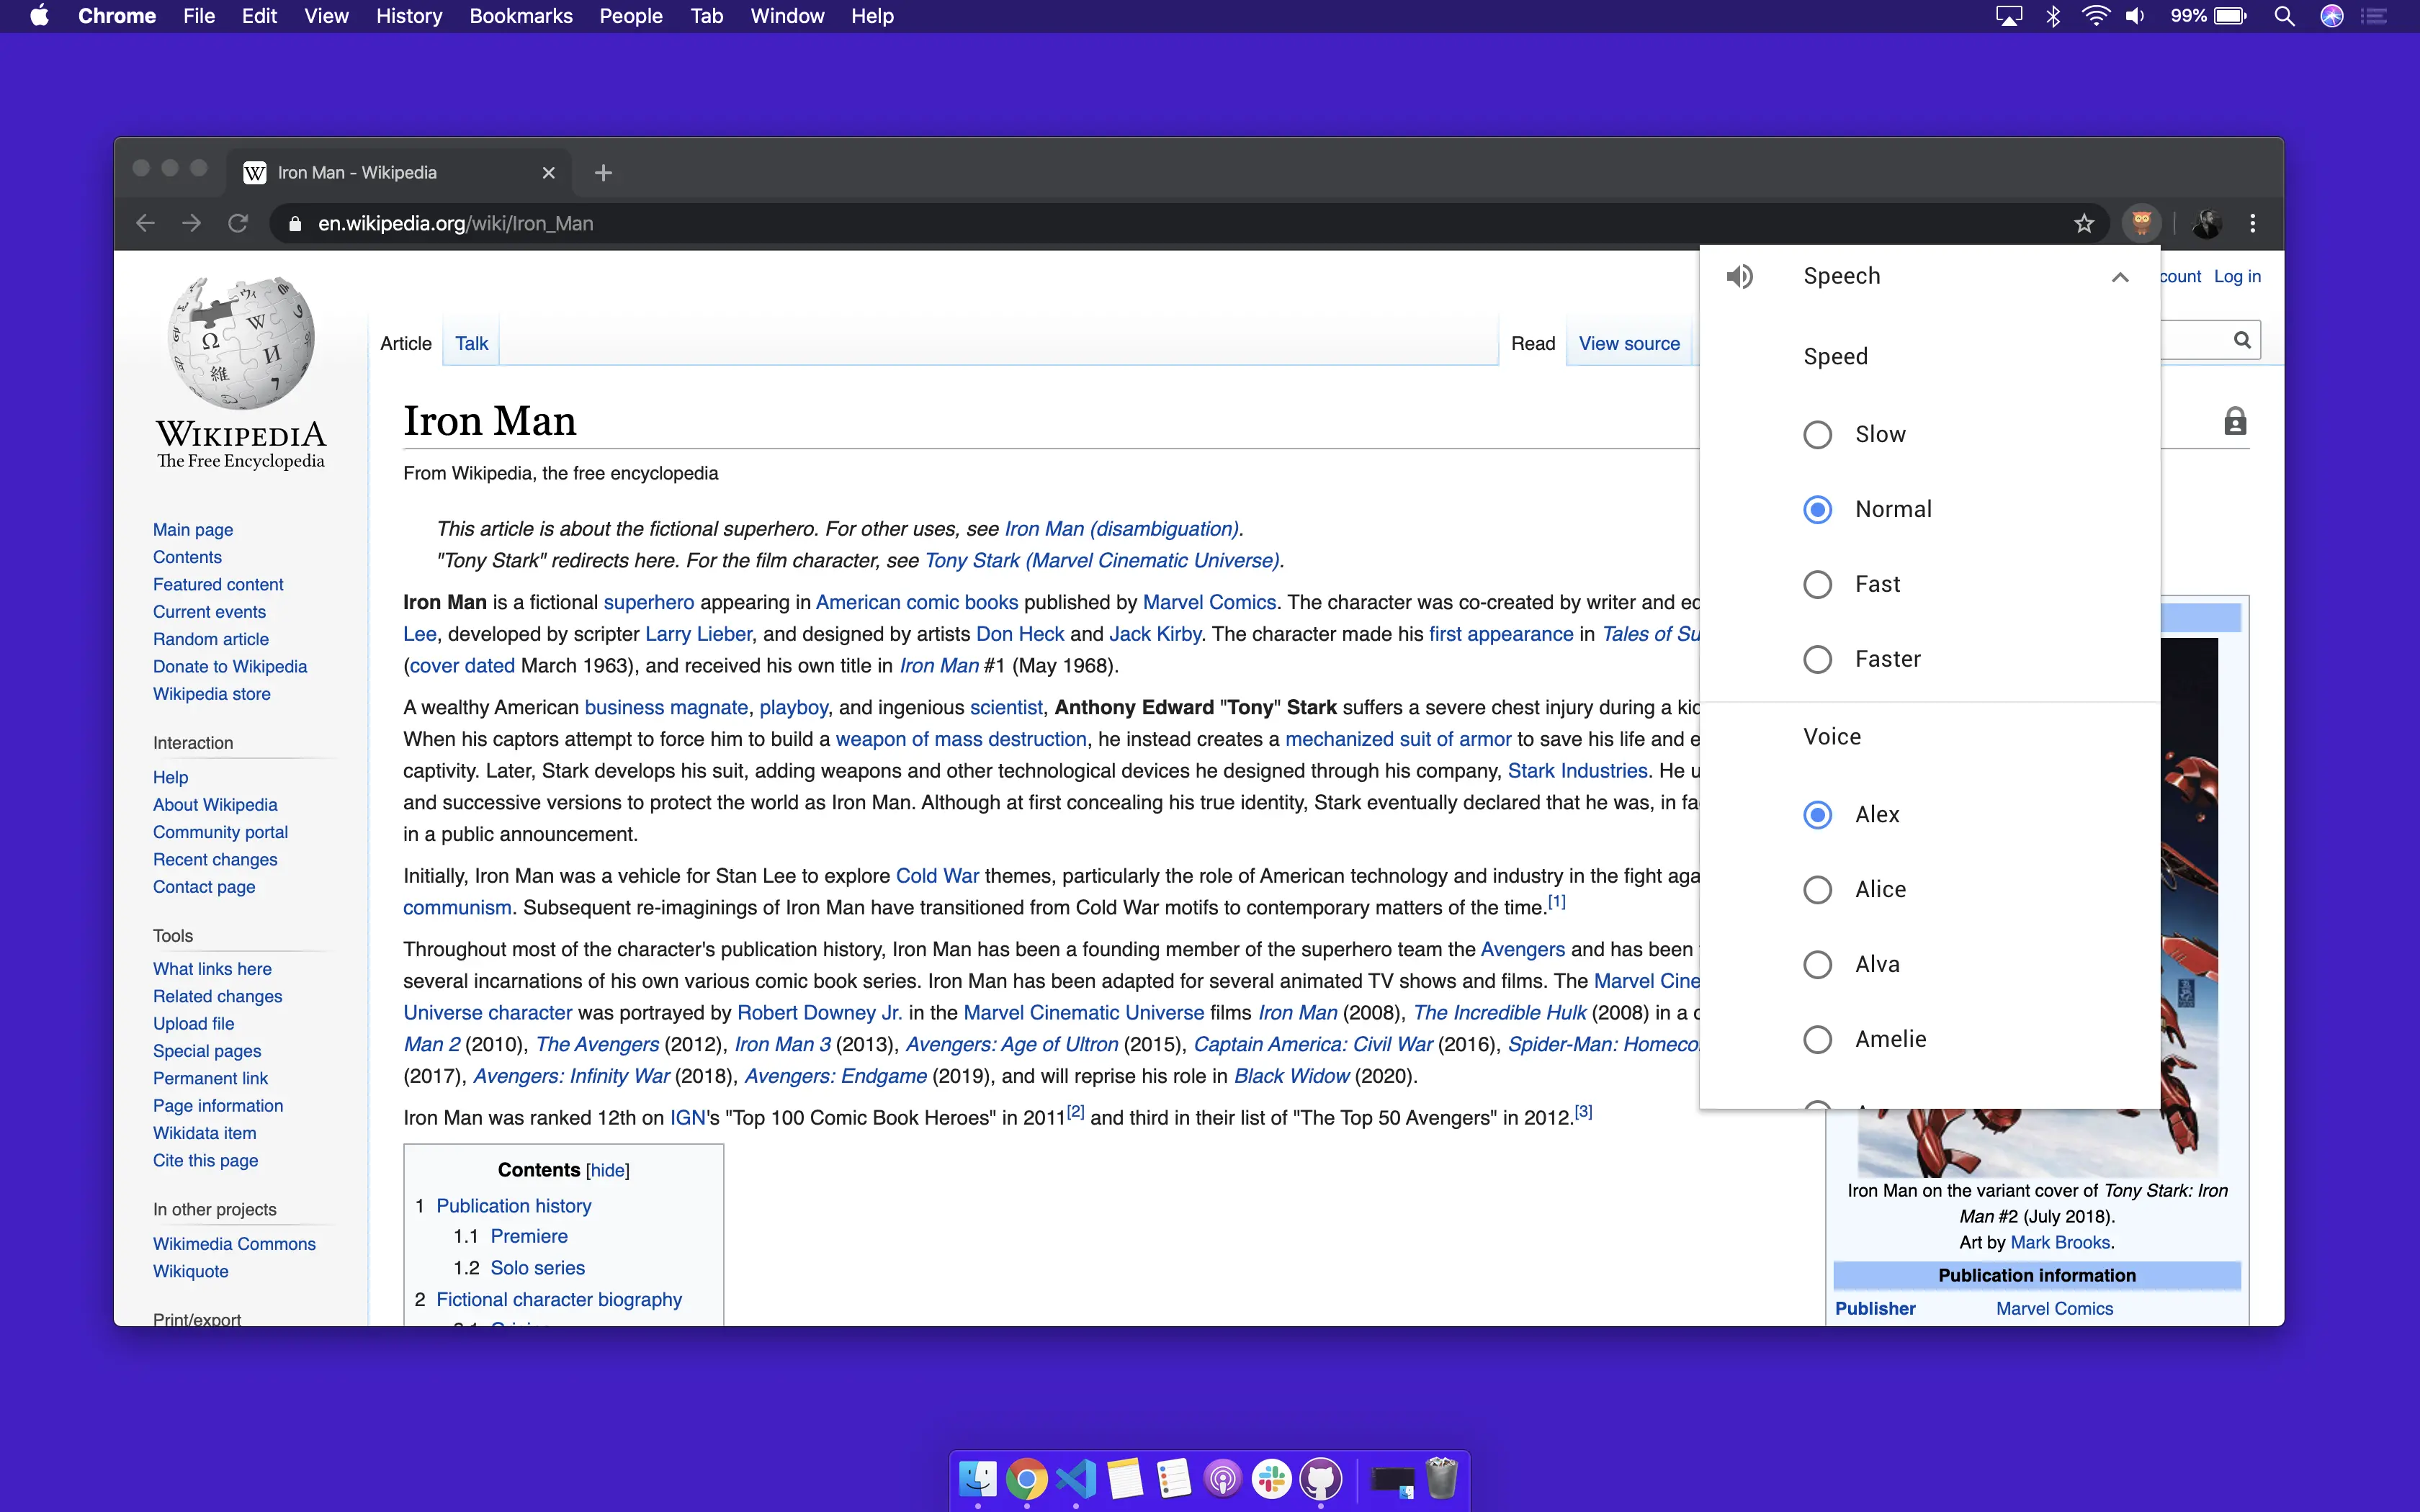 Chrome File Edit View History Bookmarks People Tab Window Help
99%
Iron Man - Wikipedia
en.wikipedia.org/wiki/Iron_Man
WIKIPEDIA
The Free Encyclopedia
Main page
Contents
Featured content
Current events
Random article
Donate to Wikipedia
Wikipedia store
Interaction
Help
About Wikipedia
Community portal
Recent changes
Contact page
Tools
What links here
Related changes
Upload file
Special pages
Permanent link
Page information
Wikidata item
Cite this page
In other projects
Wikimedia Commons
Wikiquote
Print/export
Article Talk
Read View source
count Log in
Iron Man
From Wikipedia, the free encyclopedia
This article is about the fictional superhero. For other uses, see Iron Man (disambiguation).
"Tony Stark" redirects here. For the film character, see Tony Stark (Marvel Cinematic Universe).
Iron Man is a fictional superhero appearing in American comic books published by Marvel Comics. The character was co-created by writer and
Lee, developed by scripter Larry Lieber, and designed by artists Don Heck and Jack Kirby. The character made his first appearance in Tales of Su
(cover dated March 1963), and received his own title in Iron Man #1 (May 1968).
A wealthy American business magnate, playboy, and ingenious scientist, Anthony Edward "Tony" Stark suffers a severe chest injury during a kid
When his captors attempt to force him to build a weapon of mass destruction, he instead creates a mechanized suit of armor to save his life and e
captivity. Later, Stark develops his suit, adding weapons and other technological devices he designed through his company, Stark Industries. He u
and successive versions to protect the world as Iron Man. Although at first concealing his true identity, Stark eventually declared that he was, in fa
in a public announcement.
Initially, Iron Man was a vehicle for Stan Lee to explore Cold War themes, particularly the role of American technology and industry in the fight aga
communism. Subsequent re-imaginings of Iron Man have transitioned from Cold War motifs to contemporary matters of the time.[1]
Throughout most of the character's publication history, Iron Man has been a founding member of the superhero team the Avengers and has been
several incarnations of his own various comic book series. Iron Man has been adapted for several animated TV shows and films. The Marvel Cine
Universe character was portrayed by Robert Downey Jr. in the Marvel Cinematic Universe films Iron Man (2008), The Incredible Hulk (2008) in a c
Man 2 (2010), The Avengers (2012), Iron Man 3 (2013), Avengers: Age of Ultron (2015), Captain America: Civil War (2016), Spider-Man: Homeco
(2017), Avengers: Infinity War (2018), Avengers: Endgame (2019), and will reprise his role in Black Widow (2020).
Iron Man was ranked 12th on IGN's "Top 100 Comic Book Heroes" in 2011[2] and third in their list of "The Top 50 Avengers" in 2012.[3]
Contents [hide]
1 Publication history
1.1 Premiere
1.2 Solo series
2 Fictional character biography
Speech
Speed
Slow
Normal
Fast
Faster
Voice
Alex
Alice
Alva
Amelie
Iron Man on the variant cover of Tony Stark: Iron
Man #2 (July 2018).
Art by Mark Brooks.
Publication information
Publisher Marvel Comics